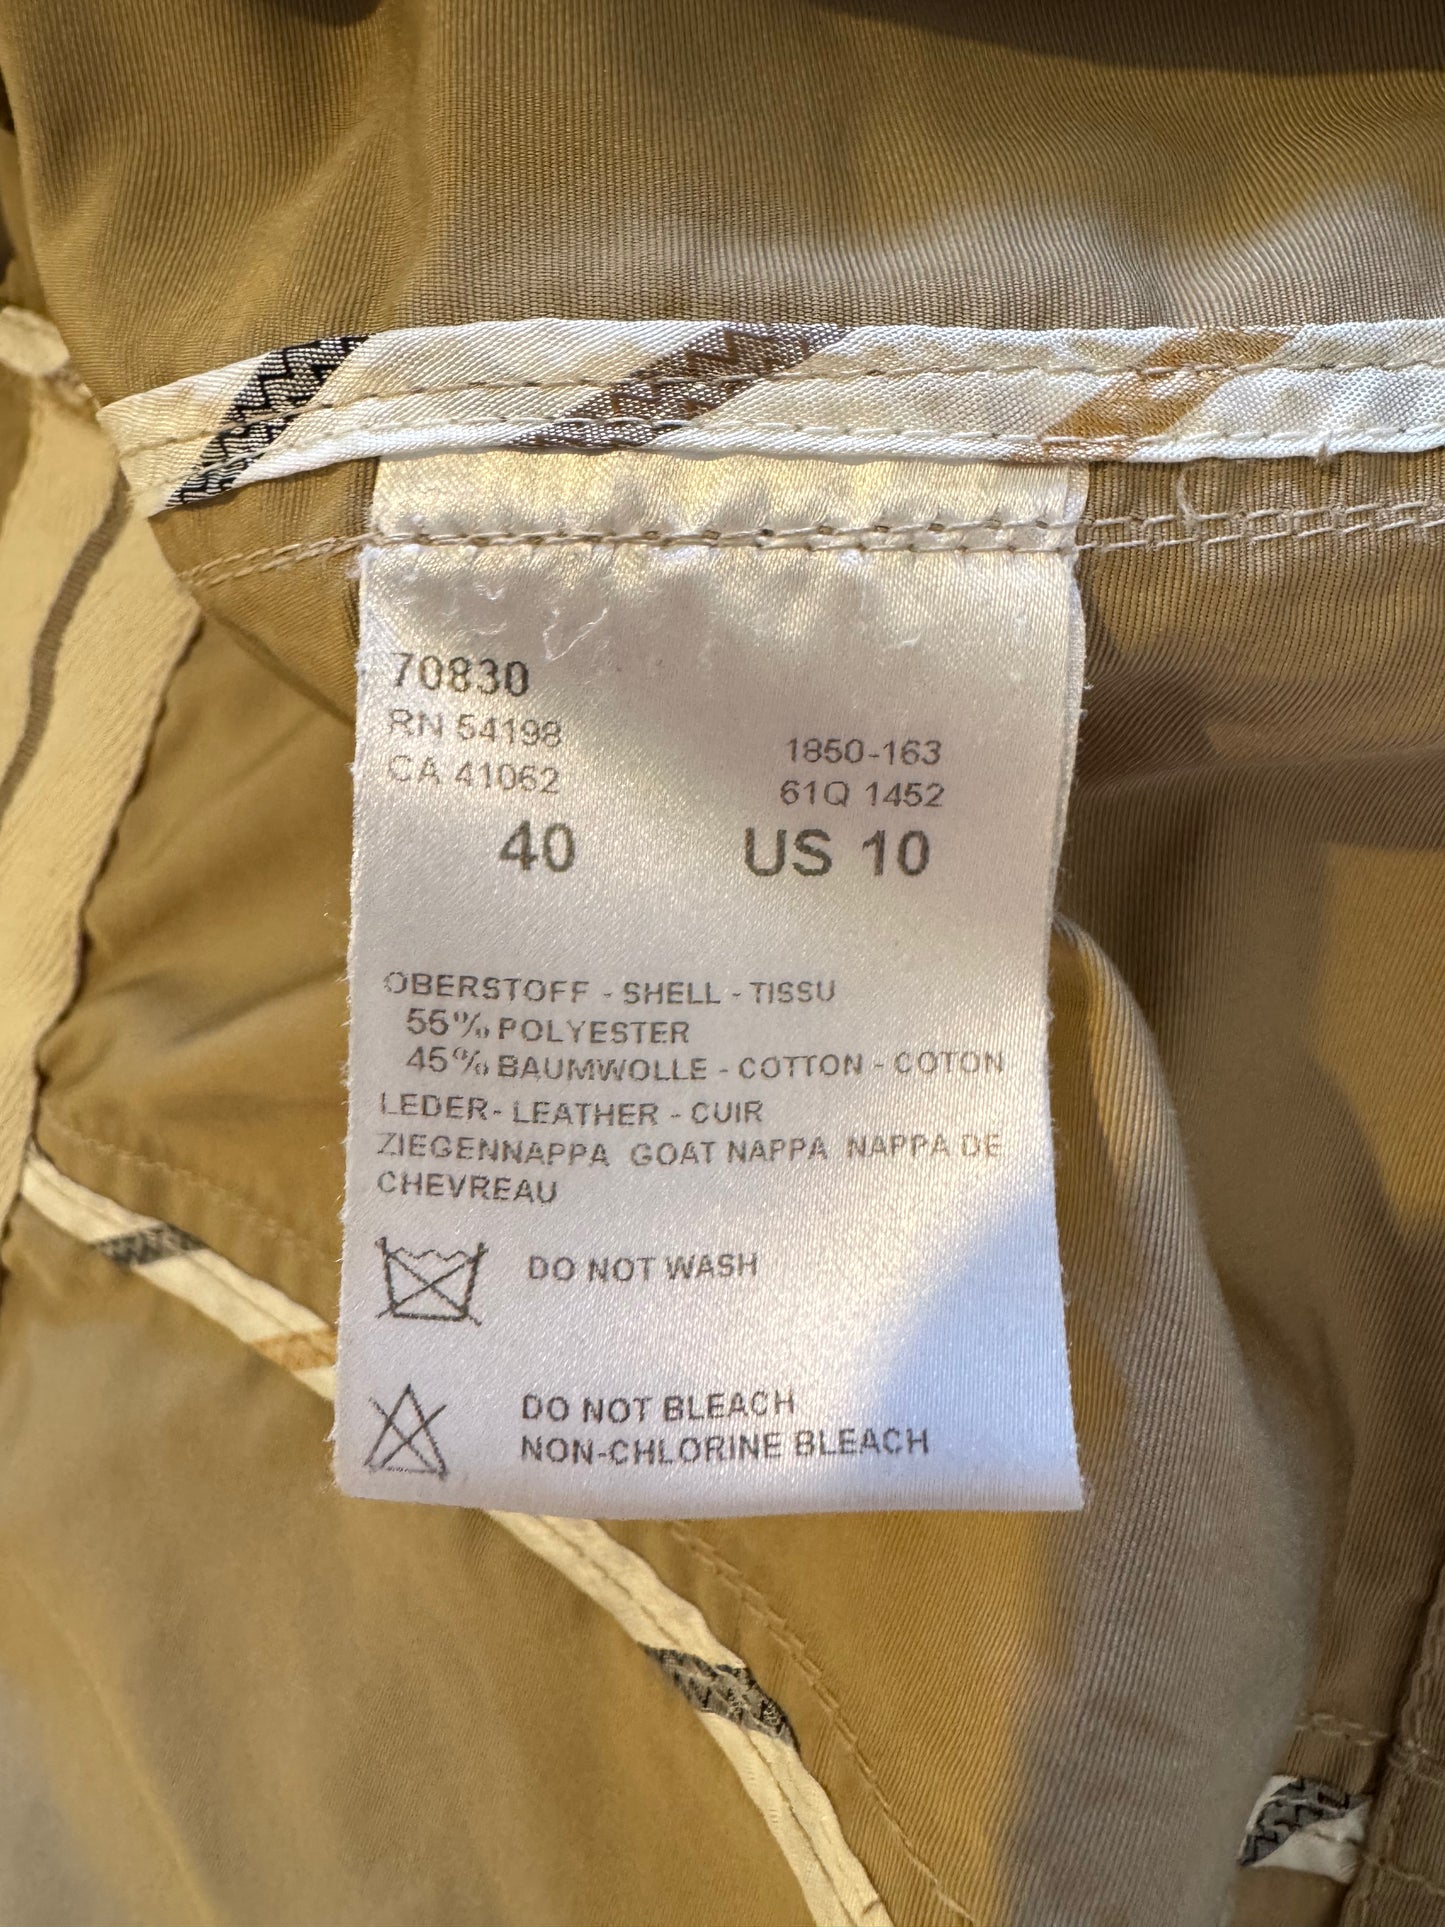 70830
RN 54198
CA 41062
1850-163
61Q 1452
40 US 10
OBERSTOFF - SHELL - TISSU
55% POLYESTER
45% BAUMWOLLE - COTTON - COTON
LEDER- LEATHER - CUIR
ZIEGENNAPPA GOAT NAPPA NAPPA DE
CHEVREAU
DO NOT WASH
DO NOT BLEACH
NON-CHLORINE BLEACH